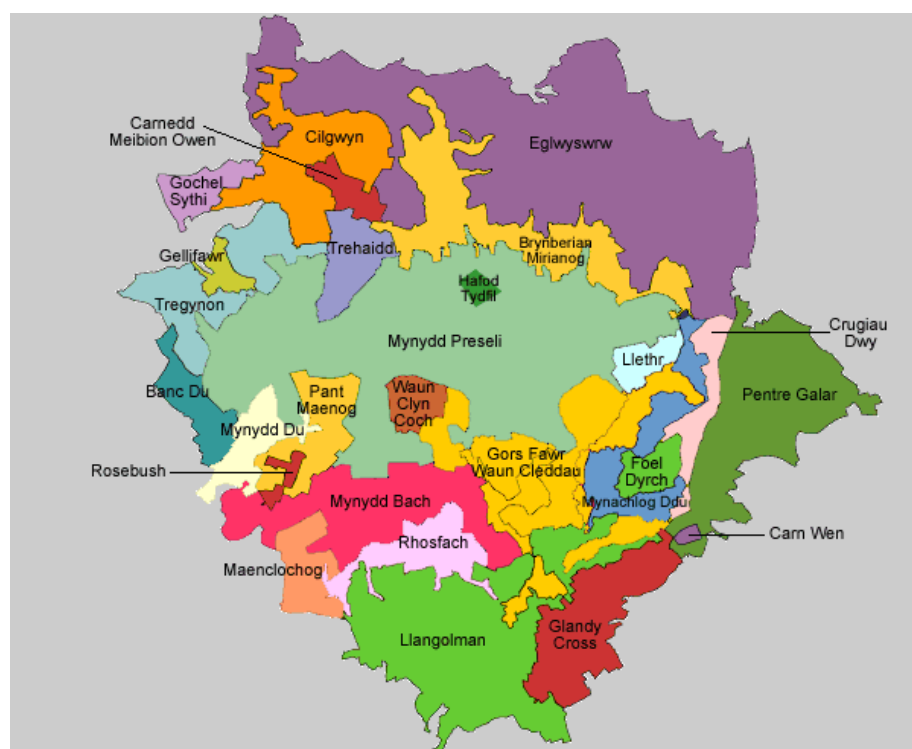 Carnedd
Meibion Owen
Cilgwyn
Eglwyswrw
Gochel
Sythi
Gellifawr
Trehaidd
Brynberian
Mirianog
Hafod
Tydfil
Tregynon
Mynydd Preseli
Crugiau
Dwy
Llethr
Banc Du
Pant
Maenog
Waun
Clyn
Coch
Pentre Galar
Mynydd Du
Gors Fawr
Waun Cleddau
Foel
Dyrch
Rosebush
Mynydd Bach
Mynachlog Ddu
Rhosfach
Carn Wen
Maenclochog
Llangolman
Glandy
Cross